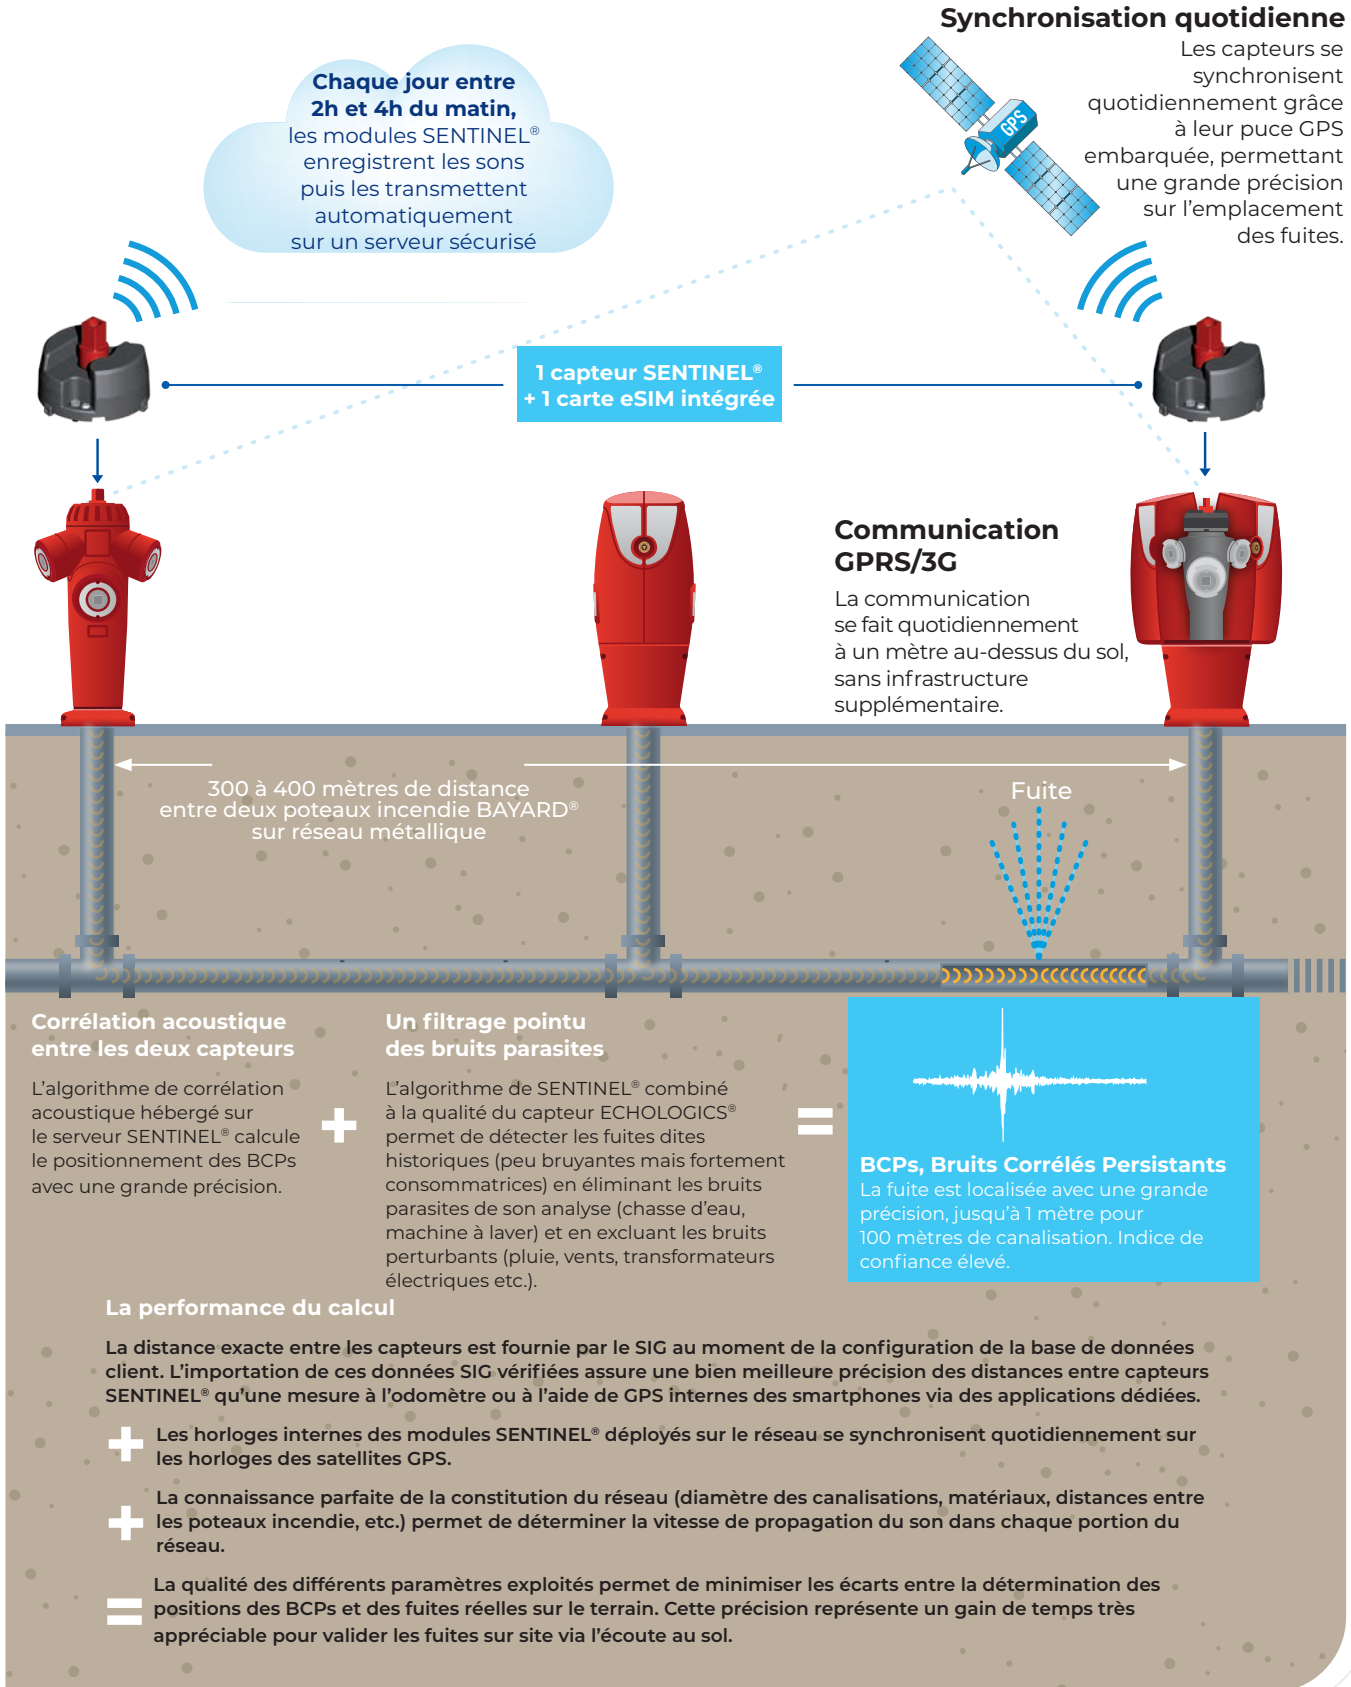 Synchronisation quotidienne
Les capteurs se
synchronisent
quotidiennement grâce
à leur puce GPS
embarquée, permettant
une grande précision
sur l’emplacement
des fuites.
GPS
Chaque jour entre
2h et 4h du matin,
les modules SENTINEL®
enregistrent les sons
puis les transmettent
automatiquement
sur un serveur sécurisé
1 capteur SENTINEL®
+ 1 carte eSIM intégrée
Communication
GPRS/3G
La communication
se fait quotidiennement
à un mètre au-dessus du sol,
sans infrastructure
supplémentaire.
300 à 400 mètres de distance
entre deux poteaux incendie BAYARD®
sur réseau métallique
Fuite
Corrélation acoustique
entre les deux capteurs
L’algorithme de corrélation
acoustique hébergé sur
le serveur SENTINEL® calcule
le positionnement des BCPs
avec une grande précision.
+
Un filtrage pointu
des bruits parasites
L’algorithme de SENTINEL® combiné
à la qualité du capteur ECHOLOGICS®
permet de détecter les fuites dites
historiques (peu bruyantes mais fortement
consommatrices) en éliminant les bruits
parasites de son analyse (chasse d’eau,
machine à laver) et en excluant les bruits
perturbants (pluie, vents, transformateurs
électriques etc.).
=
BCPs, Bruits Corrélés Persistants
La fuite est localisée avec une grande
précision, jusqu’à 1 mètre pour
100 mètres de canalisation. Indice de
confiance élevé.
La performance du calcul
La distance exacte entre les capteurs est fournie par le SIG au moment de la configuration de la base de données
client. L’importation de ces données SIG vérifiées assure une bien meilleure précision des distances entre capteurs
SENTINEL® qu’une mesure à l’odomètre ou à l’aide de GPS internes des smartphones via des applications dédiées.
+ Les horloges internes des modules SENTINEL® déployés sur le réseau se synchronisent quotidiennement sur
les horloges des satellites GPS.
+ La connaissance parfaite de la constitution du réseau (diamètre des canalisations, matériaux, distances entre
les poteaux incendie, etc.) permet de déterminer la vitesse de propagation du son dans chaque portion du
réseau.
= La qualité des différents paramètres exploités permet de minimiser les écarts entre la détermination des
positions des BCPs et des fuites réelles sur le terrain. Cette précision représente un gain de temps très
appréciable pour valider les fuites sur site via l’écoute au sol.